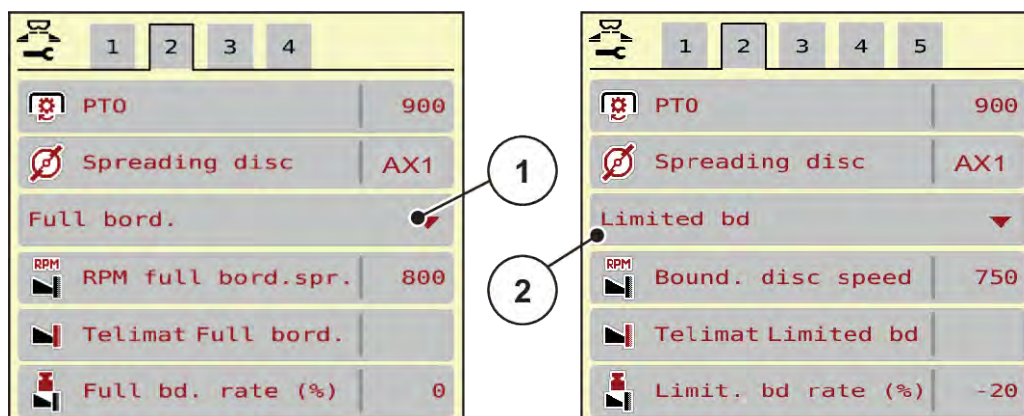 1 2 3 4
PTO 900
Spreading disc AX1
Full bord.
RPM RPM full bord.spr. 800
Telimat Full bord.
Full bd. rate (%) 0
1
2
1 2 3 4 5
PTO 900
Spreading disc AX1
Limited bd
RPM Bound. disc speed 750
Telimat Limited bd
Limit. bd rate (%) -20